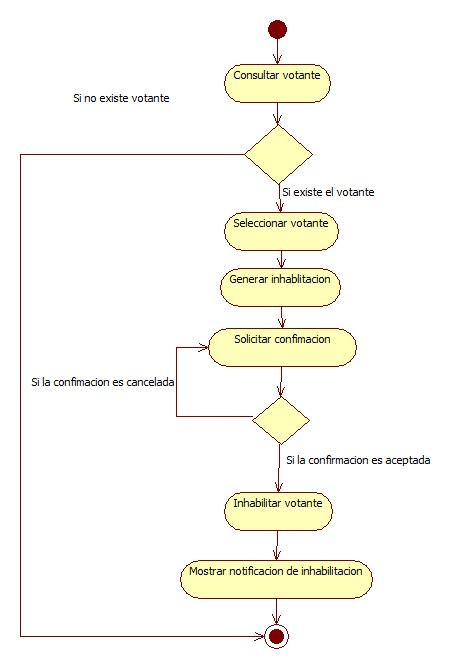 Consultar votante
Si no existe votante
Si existe el votante
Seleccionar votante
Generar inhablitacion
Solicitar confimacion
Si la confimacion es cancelada
Si la confirmacion es aceptada
Inhabilitar votante
Mostrar notificacion de inhabilitacion